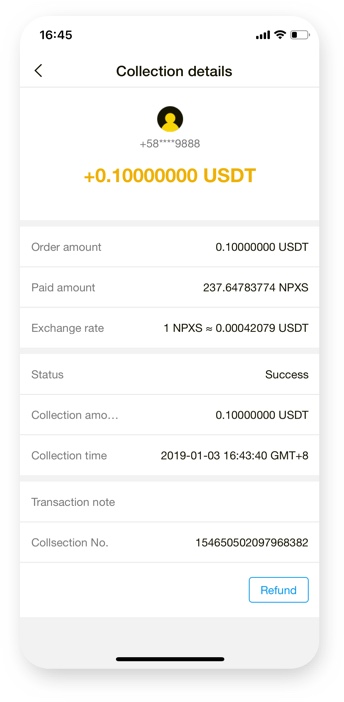 16:45
Collection details
+58****9888
+0.10000000 USDT
Order amount 0.10000000 USDT
Paid amount 237.64783774 NPXS
Exchange rate 1 NPXS ≈ 0.00042079 USDT
Status Success
Collection amo... 0.10000000 USDT
Collection time 2019-01-03 16:43:40 GMT+8
Transaction note
Collsection No. 154650502097968382
Refund